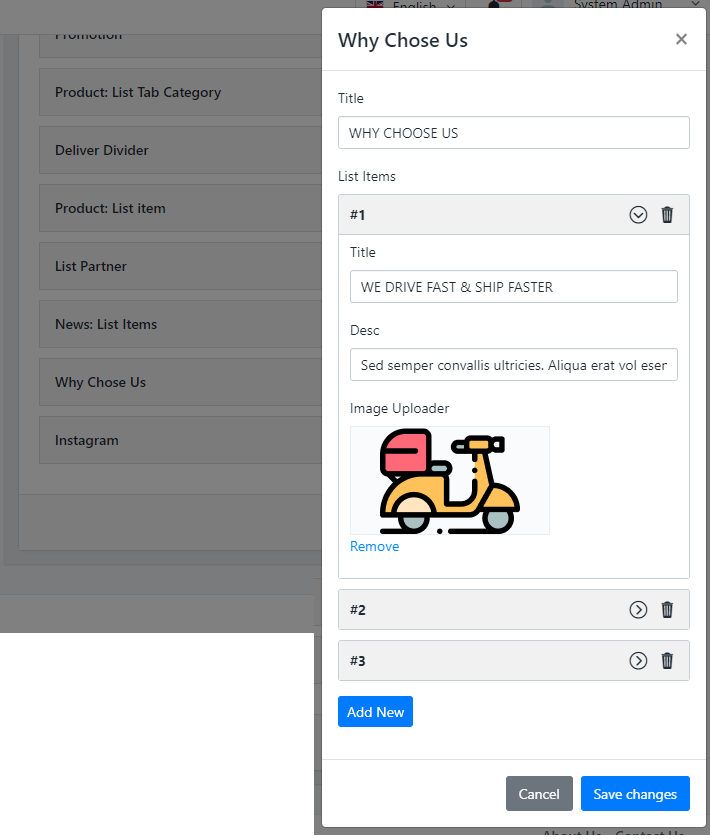 English
System Admin
Promotion
Product: List Tab Category
Deliver Divider
Product: List item
List Partner
News: List Items
Why Chose Us
Instagram
Why Chose Us
×
Title
WHY CHOOSE US
List Items
#1
Title
WE DRIVE FAST & SHIP FASTER
Desc
Sed semper convallis ultricies. Aliqua erat vol eser
Image Uploader
Remove
#2
#3
Add New
Cancel
Save changes
About Us
Contact Us